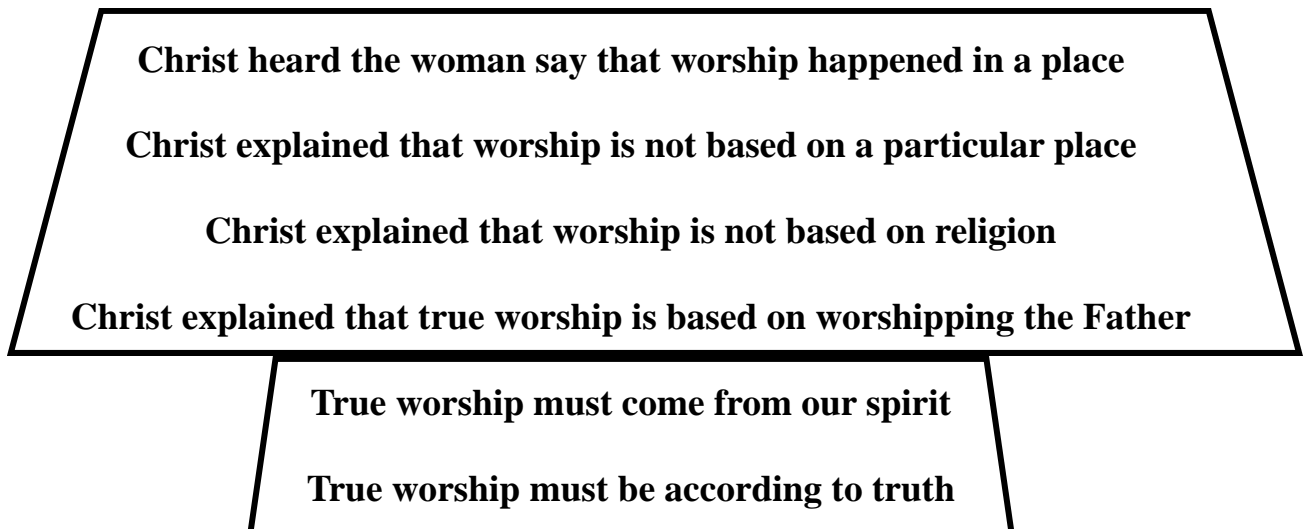 Christ heard the woman say that worship happened in a place
Christ explained that worship is not based on a particular place
Christ explained that worship is not based on religion
Christ explained that true worship is based on worshipping the Father
True worship must come from our spirit
True worship must be according to truth